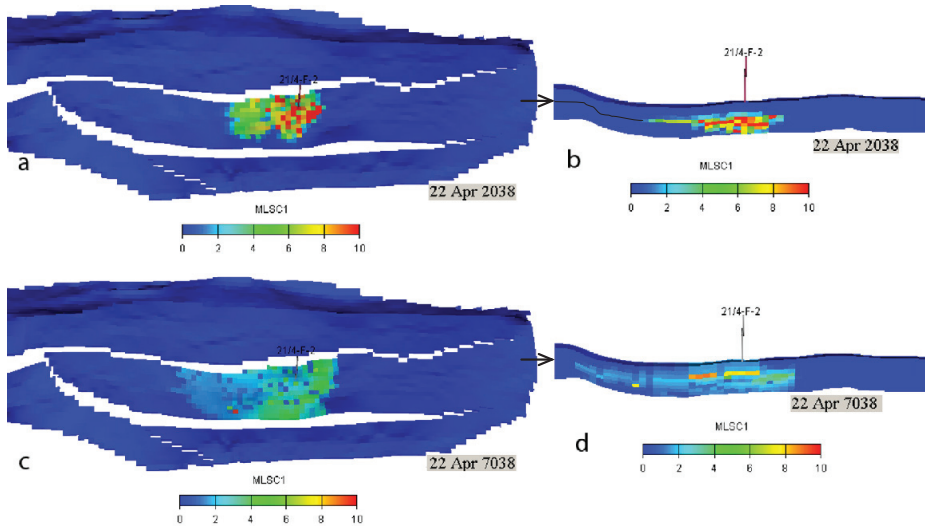 21/4-F-2
a
22 Apr 2038
MLSC1
0 2 4 6 8 10
21/4-F-2
b
22 Apr 2038
MLSC1
0 2 4 6 8 10
21/4-F-2
c
22 Apr 7038
MLSC1
0 2 4 6 8 10
21/4-F-2
22 Apr 7038
d
MLSC1
0 2 4 6 8 10